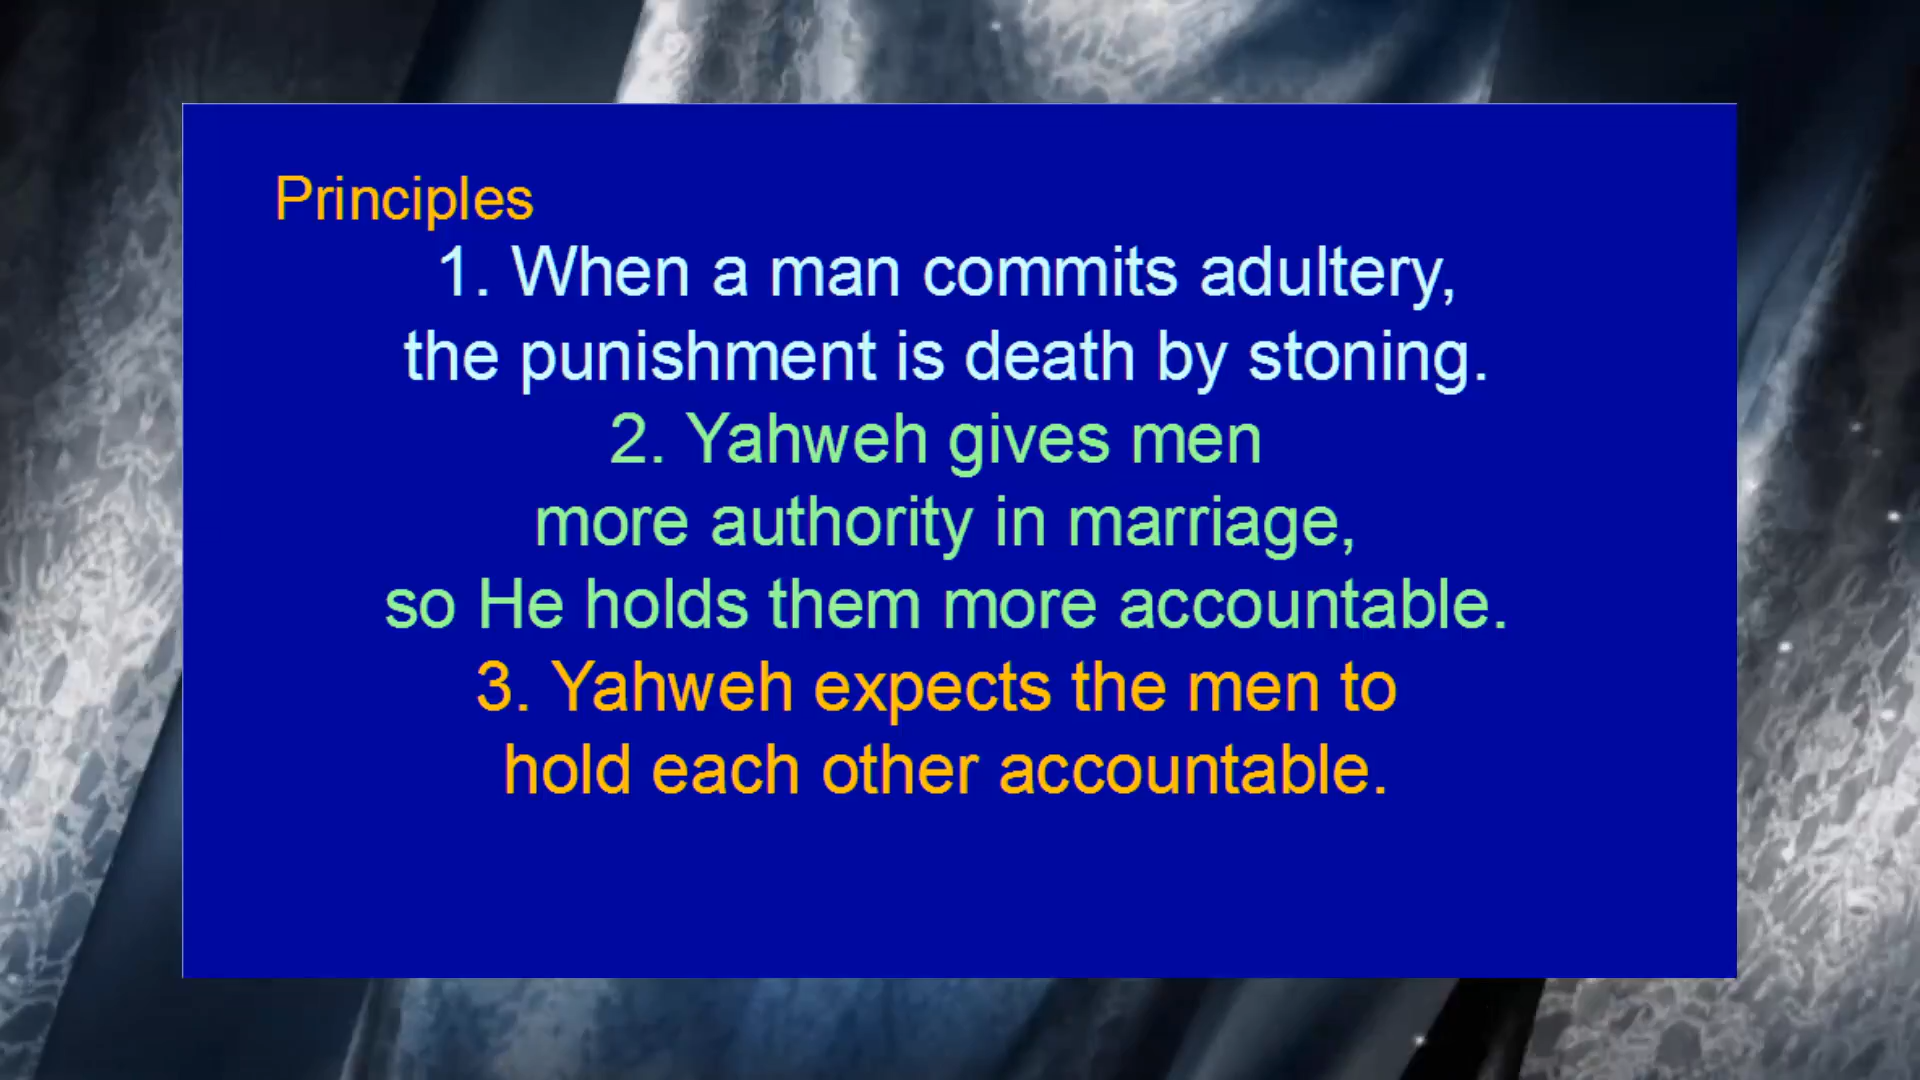 Principles
1. When a man commits adultery,
the punishment is death by stoning.
2. Yahweh gives men
more authority in marriage,
so He holds them more accountable.
3. Yahweh expects the men to
hold each other accountable.